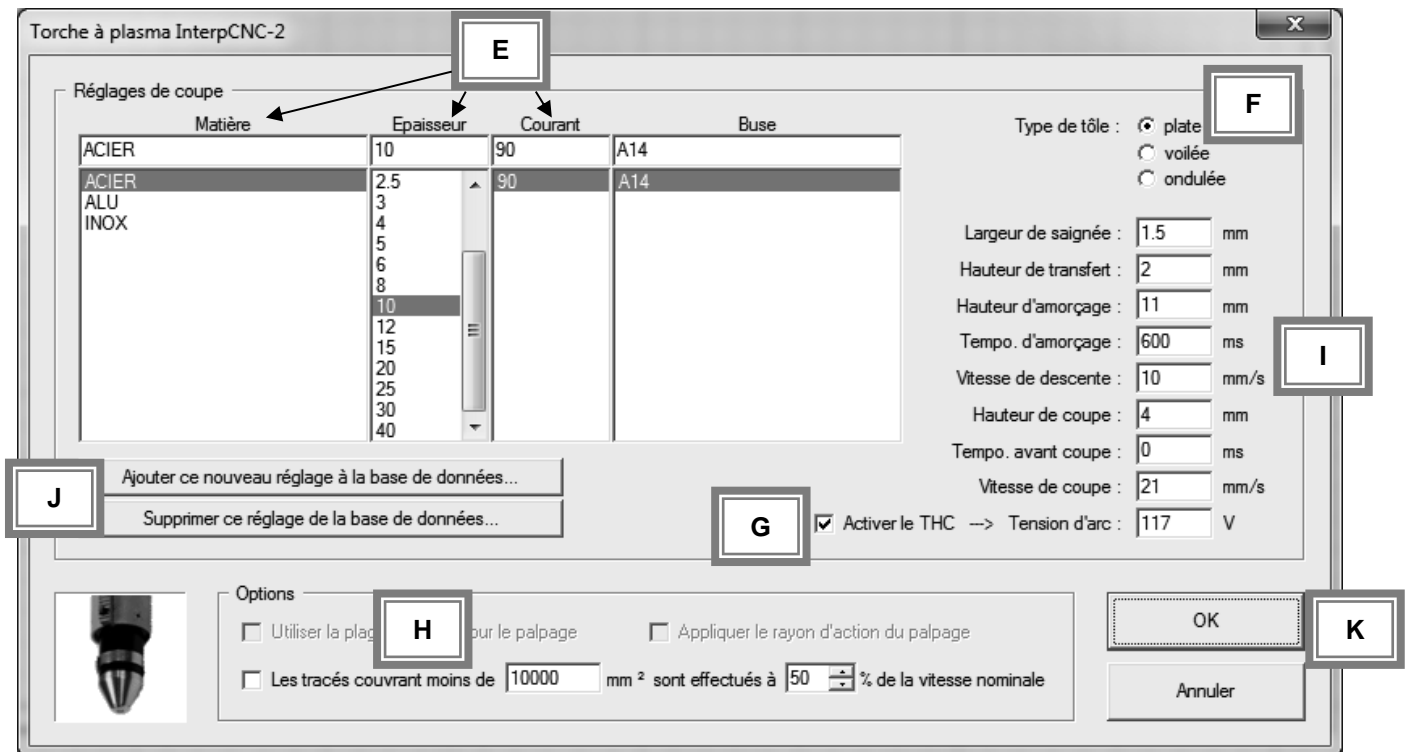 Torche à plasma InterpCNC-2
E
Réglages de coupe
Matière Epaisseur Courant Buse
ACIER 10 90 A14
ACIER 2.5 90 A14
ALU 3
INOX 4
5
6
8
10
12
15
20
25
30
40
F
Type de tôle : plate
voilée
ondulée
Largeur de saignée : 1.5 mm
Hauteur de transfert : 2 mm
Hauteur d'amorçage : 11 mm
Tempo. d'amorçage : 600 ms
I
Vitesse de descente : 10 mm/s
Hauteur de coupe : 4 mm
Tempo. avant coupe : 0 ms
Vitesse de coupe : 21 mm/s
G
Activer le THC ---> Tension d'arc : 117 V
J
Ajouter ce nouveau réglage à la base de données...
Supprimer ce réglage de la base de données...
Options
H
Utiliser la le palpage Appliquer le rayon d'action du palpage
Les tracés couvrant moins de 10000 mm ² sont effectués à 50 % de la vitesse nominale
OK
K
Annuler